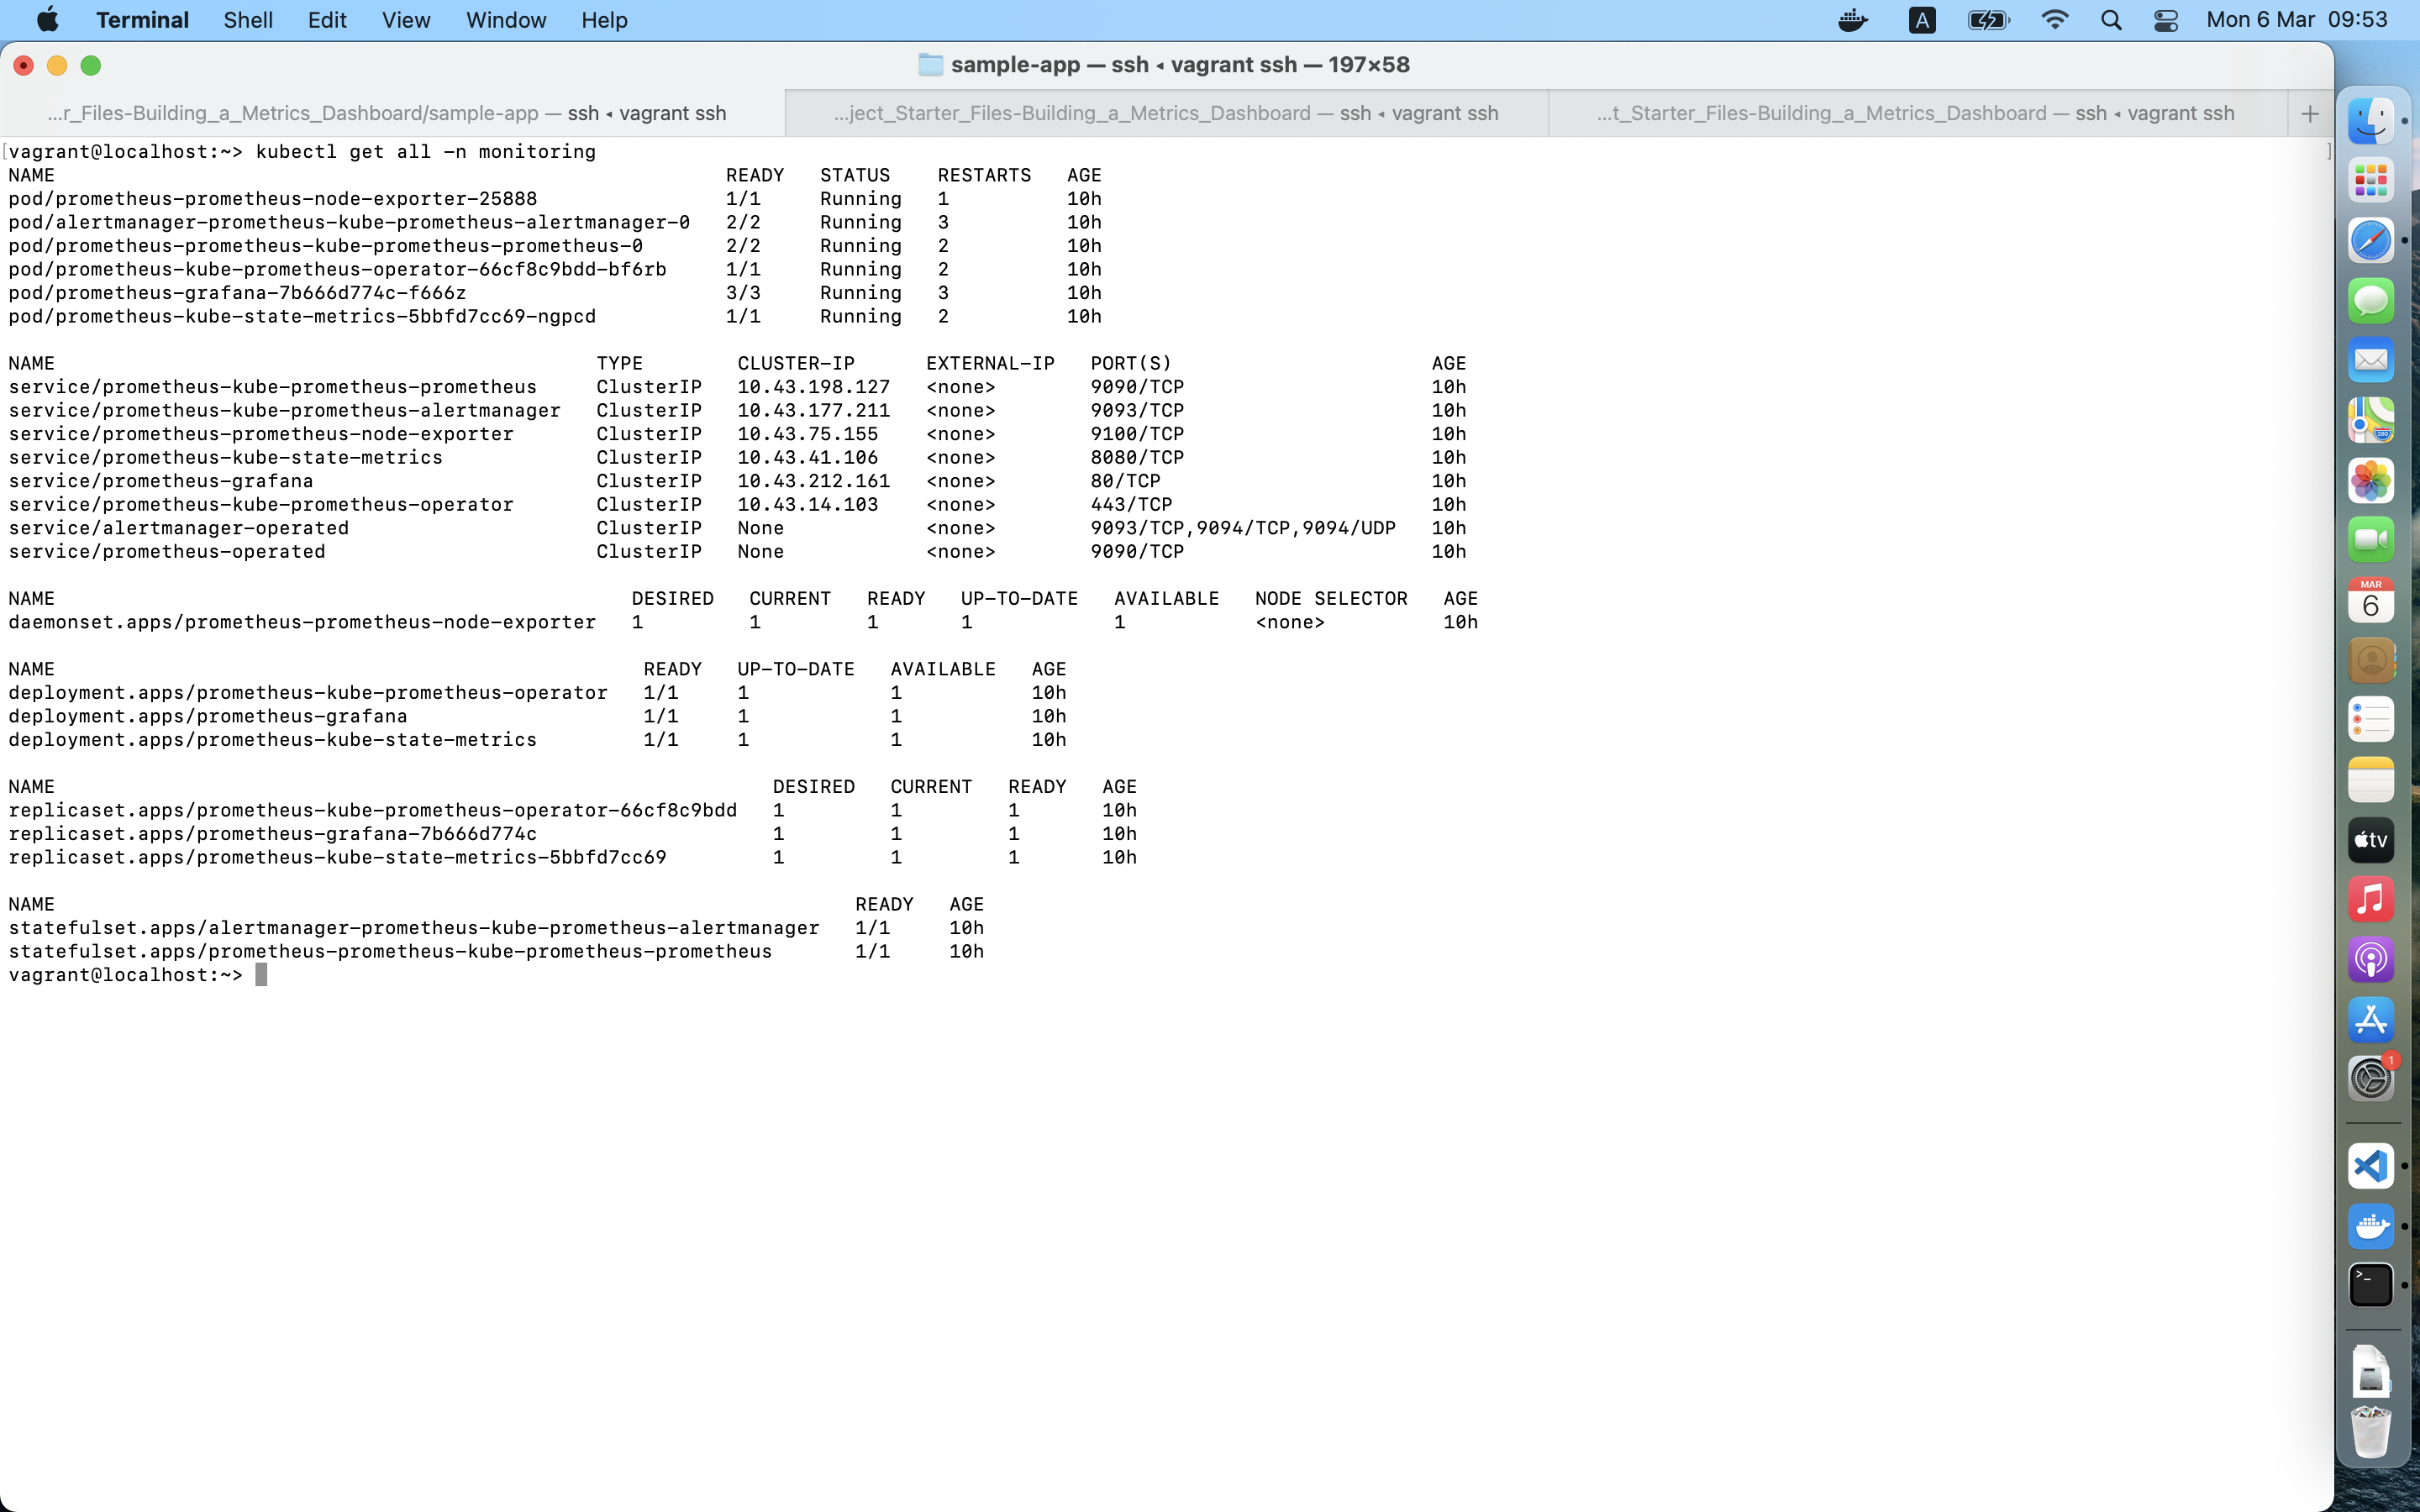 Terminal Shell Edit View Window Help A Mon 6 Mar 09:53
sample-app — ssh ◂ vagrant ssh — 197×58
...r_Files-Building_a_Metrics_Dashboard/sample-app — ssh ◂ vagrant ssh ...ject_Starter_Files-Building_a_Metrics_Dashboard — ssh ◂ vagrant ssh ...t_Starter_Files-Building_a_Metrics_Dashboard — ssh ◂ vagrant ssh +
[vagrant@localhost:~> kubectl get all -n monitoring ]
NAME READY STATUS RESTARTS AGE
pod/prometheus-prometheus-node-exporter-25888 1/1 Running 1 10h
pod/alertmanager-prometheus-kube-prometheus-alertmanager-0 2/2 Running 3 10h
pod/prometheus-prometheus-kube-prometheus-prometheus-0 2/2 Running 2 10h
pod/prometheus-kube-prometheus-operator-66cf8c9bdd-bf6rb 1/1 Running 2 10h
pod/prometheus-grafana-7b666d774c-f666z 3/3 Running 3 10h
pod/prometheus-kube-state-metrics-5bbfd7cc69-ngpcd 1/1 Running 2 10h
NAME TYPE CLUSTER-IP EXTERNAL-IP PORT(S) AGE
service/prometheus-kube-prometheus-prometheus ClusterIP 10.43.198.127 <none> 9090/TCP 10h
service/prometheus-kube-prometheus-alertmanager ClusterIP 10.43.177.211 <none> 9093/TCP 10h
service/prometheus-prometheus-node-exporter ClusterIP 10.43.75.155 <none> 9100/TCP 10h
service/prometheus-kube-state-metrics ClusterIP 10.43.41.106 <none> 8080/TCP 10h
service/prometheus-grafana ClusterIP 10.43.212.161 <none> 80/TCP 10h
service/prometheus-kube-prometheus-operator ClusterIP 10.43.14.103 <none> 443/TCP 10h
service/alertmanager-operated ClusterIP None <none> 9093/TCP,9094/TCP,9094/UDP 10h
service/prometheus-operated ClusterIP None <none> 9090/TCP 10h
NAME DESIRED CURRENT READY UP-TO-DATE AVAILABLE NODE SELECTOR AGE
daemonset.apps/prometheus-prometheus-node-exporter 1 1 1 1 1 <none> 10h
NAME READY UP-TO-DATE AVAILABLE AGE
deployment.apps/prometheus-kube-prometheus-operator 1/1 1 1 10h
deployment.apps/prometheus-grafana 1/1 1 1 10h
deployment.apps/prometheus-kube-state-metrics 1/1 1 1 10h
NAME DESIRED CURRENT READY AGE
replicaset.apps/prometheus-kube-prometheus-operator-66cf8c9bdd 1 1 1 10h
replicaset.apps/prometheus-grafana-7b666d774c 1 1 1 10h
replicaset.apps/prometheus-kube-state-metrics-5bbfd7cc69 1 1 1 10h
NAME READY AGE
statefulset.apps/alertmanager-prometheus-kube-prometheus-alertmanager 1/1 10h
statefulset.apps/prometheus-prometheus-kube-prometheus-prometheus 1/1 10h
vagrant@localhost:~>
280
MAR
6
tv
1
>_